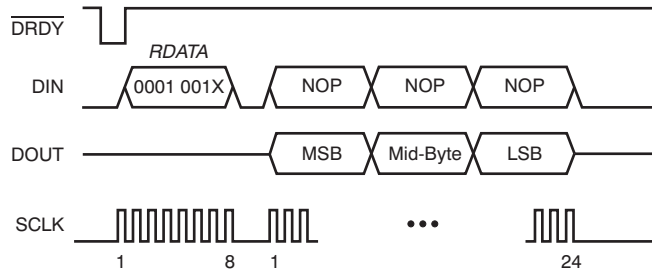 DRDY
RDATA
DIN 0001 001X NOP NOP NOP
DOUT MSB Mid-Byte LSB
SCLK •••
1 8 1 24